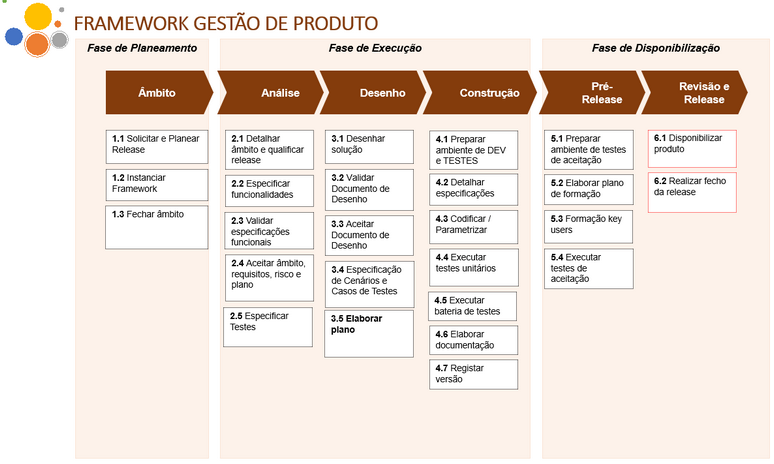 FRAMEWORK GESTÃO DE PRODUTO
Fase de Planeamento
Fase de Execução
Fase de Disponibilização
Âmbito
Análise
Desenho
Construção
Pré-
Release
Revisão e
Release
1.1 Solicitar e Planear
Release
1.2 Instanciar
Framework
1.3 Fechar âmbito
2.1 Detalhar
âmbito e qualificar
release
2.2 Especificar
funcionalidades
2.3 Validar
especificações
funcionais
2.4 Aceitar âmbito,
requisitos, risco e
plano
2.5 Especificar
Testes
3.1 Desenhar
solução
3.2 Validar
Documento de
Desenho
3.3 Aceitar
Documento de
Desenho
3.4 Especificação
de Cenários e
Casos de Testes
3.5 Elaborar
plano
4.1 Preparar
ambiente de DEV
e TESTES
4.2 Detalhar
especificações
4.3 Codificar /
Parametrizar
4.4 Executar
testes unitários
4.5 Executar
bateria de testes
4.6 Elaborar
documentação
4.7 Registar
versão
5.1 Preparar
ambiente de testes
de aceitação
5.2 Elaborar plano
de formação
5.3 Formação key
users
5.4 Executar
testes de
aceitação
6.1 Disponibilizar
produto
6.2 Realizar fecho
da release